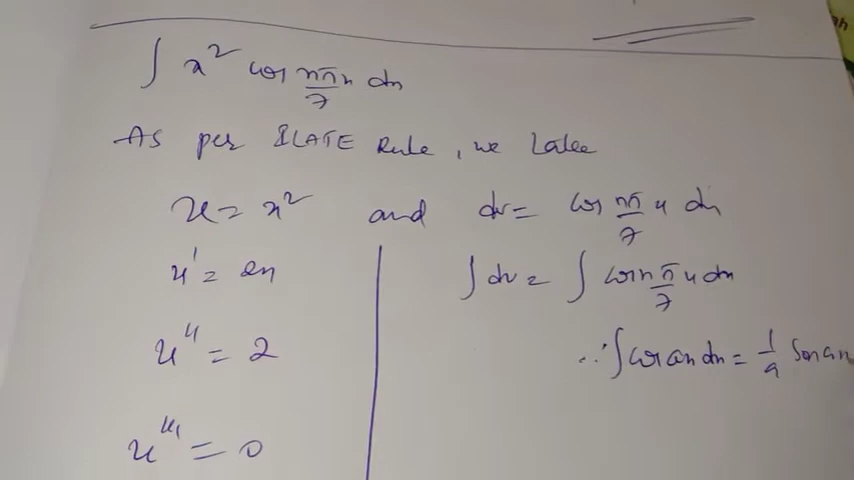 ∫ x² cos nπ/7 x dx
As per ILATE Rule, we take
u = x² and dv = cos nπ/7 x dx
u' = 2x ∫ dv = ∫ cos nπ/7 x dx
u'' = 2 ∵ ∫ cos ax dx = 1/a Sin ax
u''' = 0